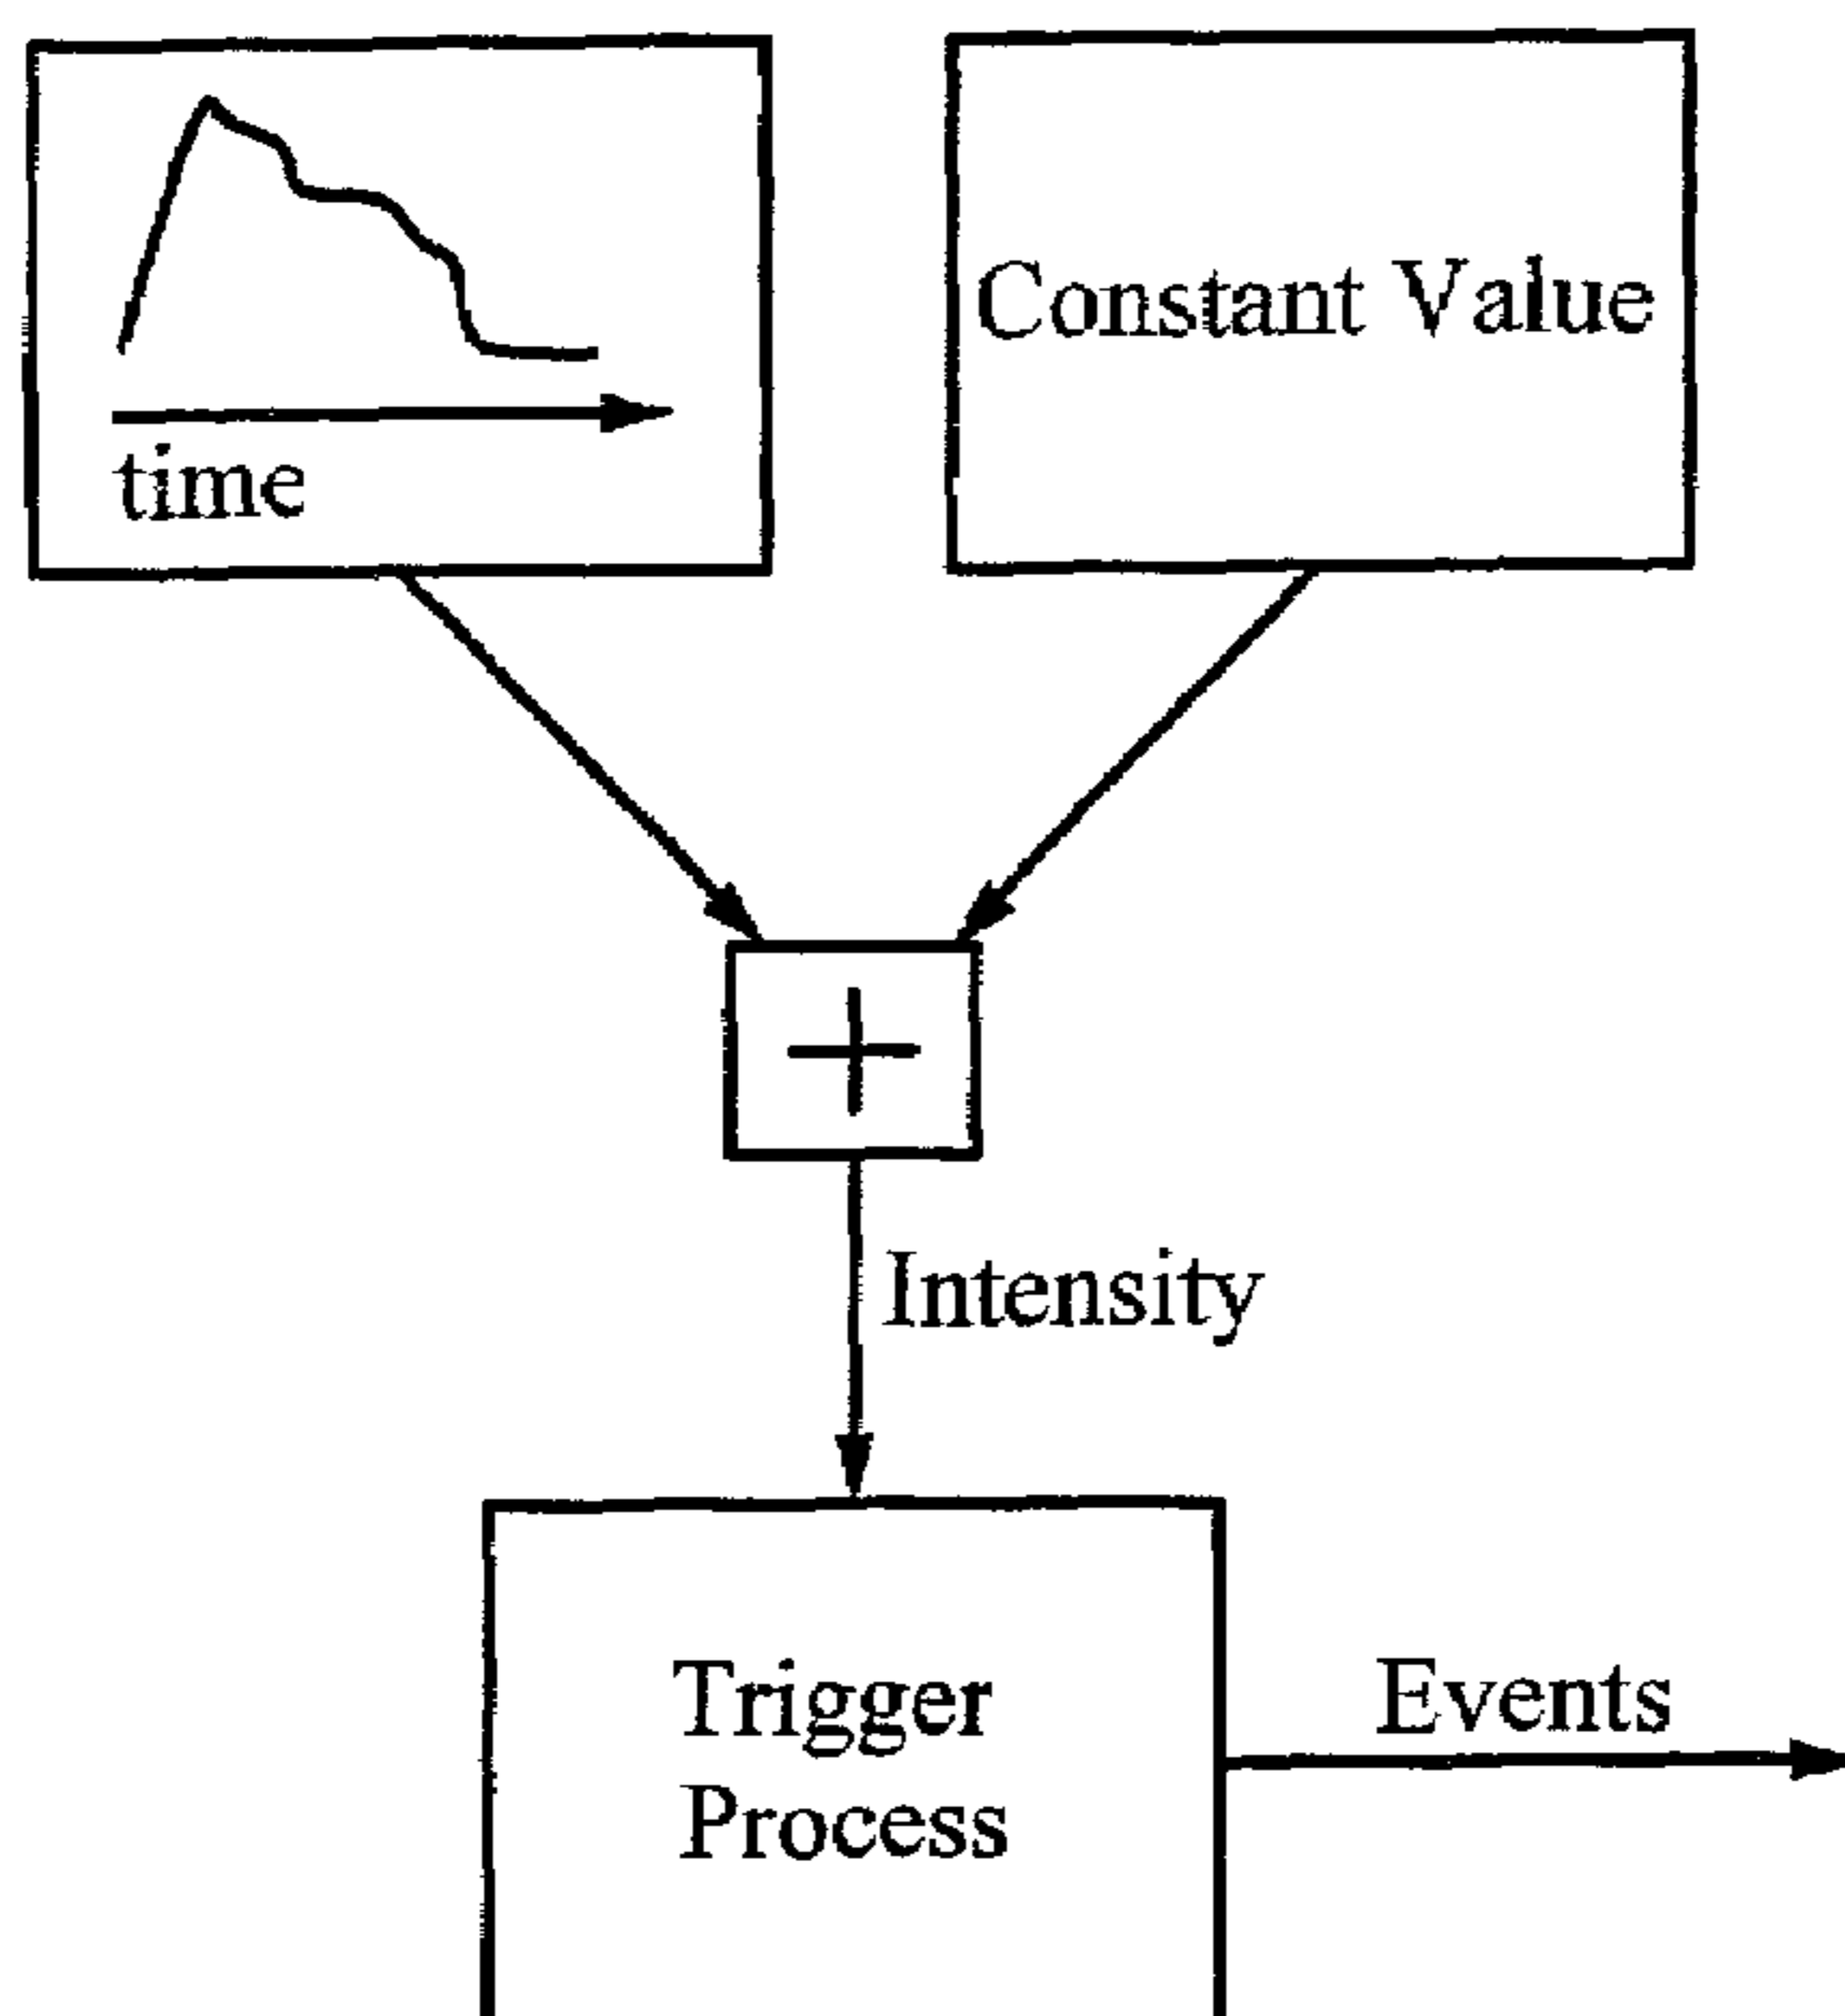 time
Constant Value
+
Intensity
Trigger
Process
Events